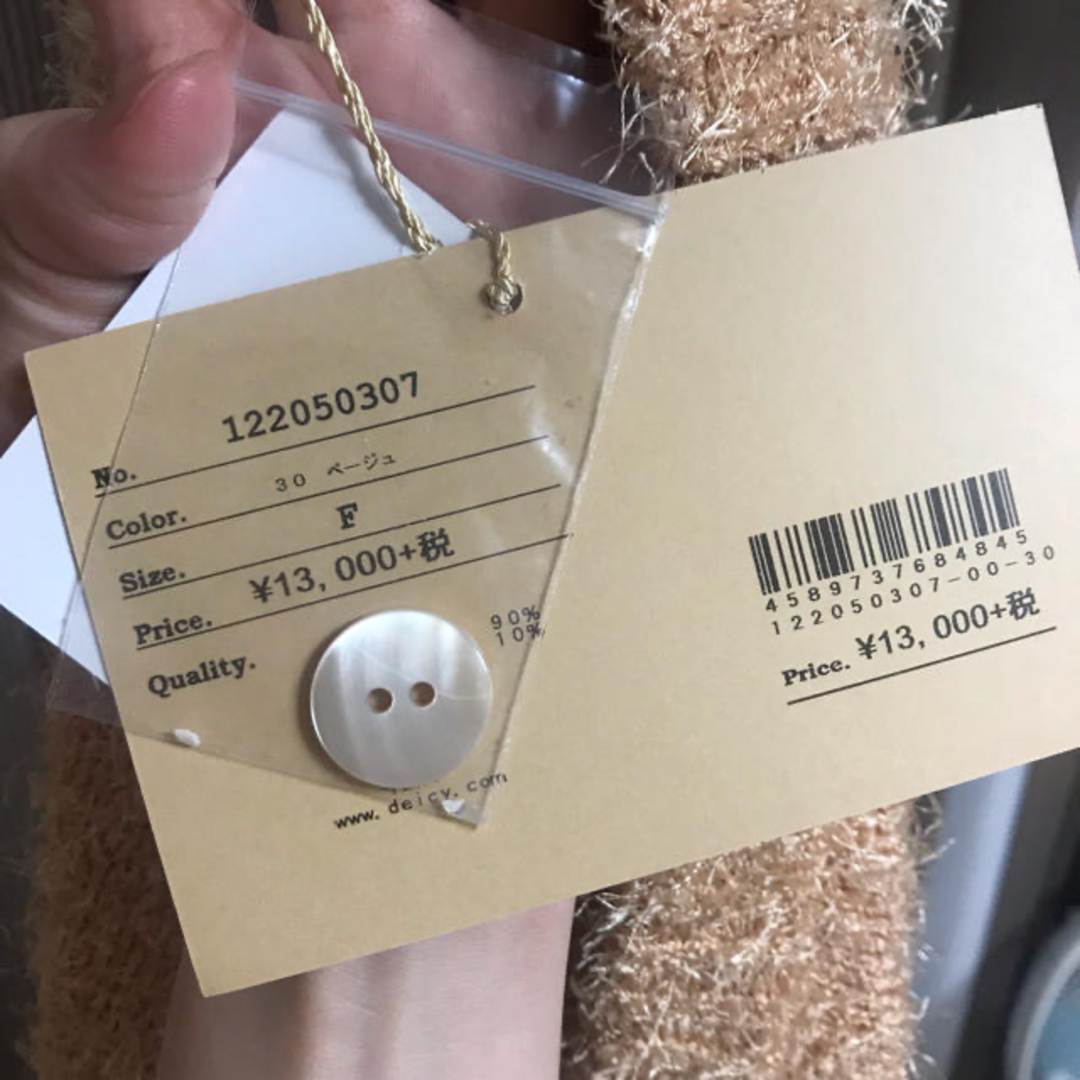 No. 122050307
Color. 30 ベージュ
Size. F
Price. ¥13,000+税
Quality. 90%
10%
www.deicy.com
4589737684845
122050307-00-30
Price. ¥13,000+税